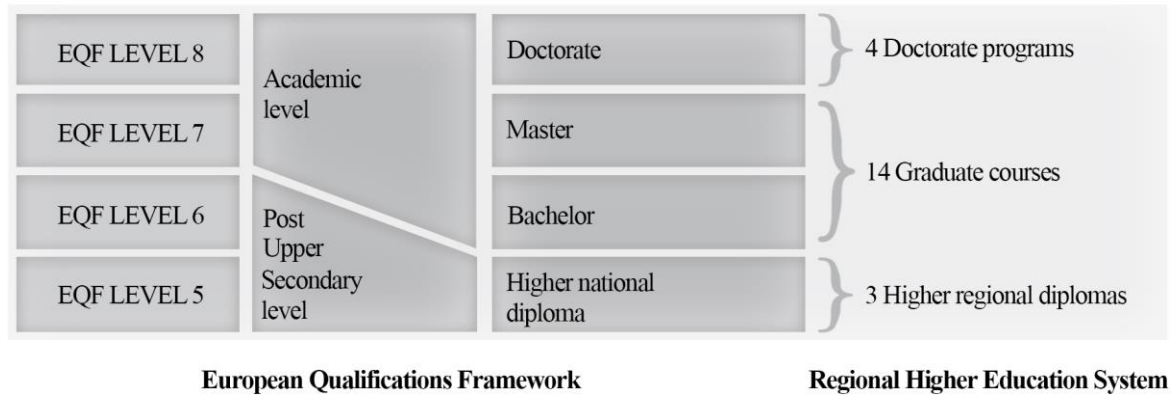 EQF LEVEL 8
EQF LEVEL 7
EQF LEVEL 6
EQF LEVEL 5
Academic
level
Post
Upper
Secondary
level
Doctorate
Master
Bachelor
Higher national
diploma
4 Doctorate programs
14 Graduate courses
3 Higher regional diplomas
European Qualifications Framework
Regional Higher Education System